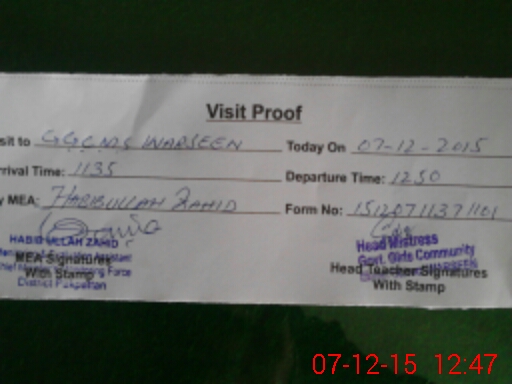 Visit Proof
sit to GGCMS WARSEEN Today On 07-12-2015
rrival Time: 1135 Departure Time: 1250
y MEA: HABIBULLAH ZAHID Form No:
HABIB ULLAH ZAHID Head Mistress
Govt. Girls Community
MEA Signatures Head Teacher Signatures
With Stamp With Stamp
District Pakpattan
07-12-15 12:47